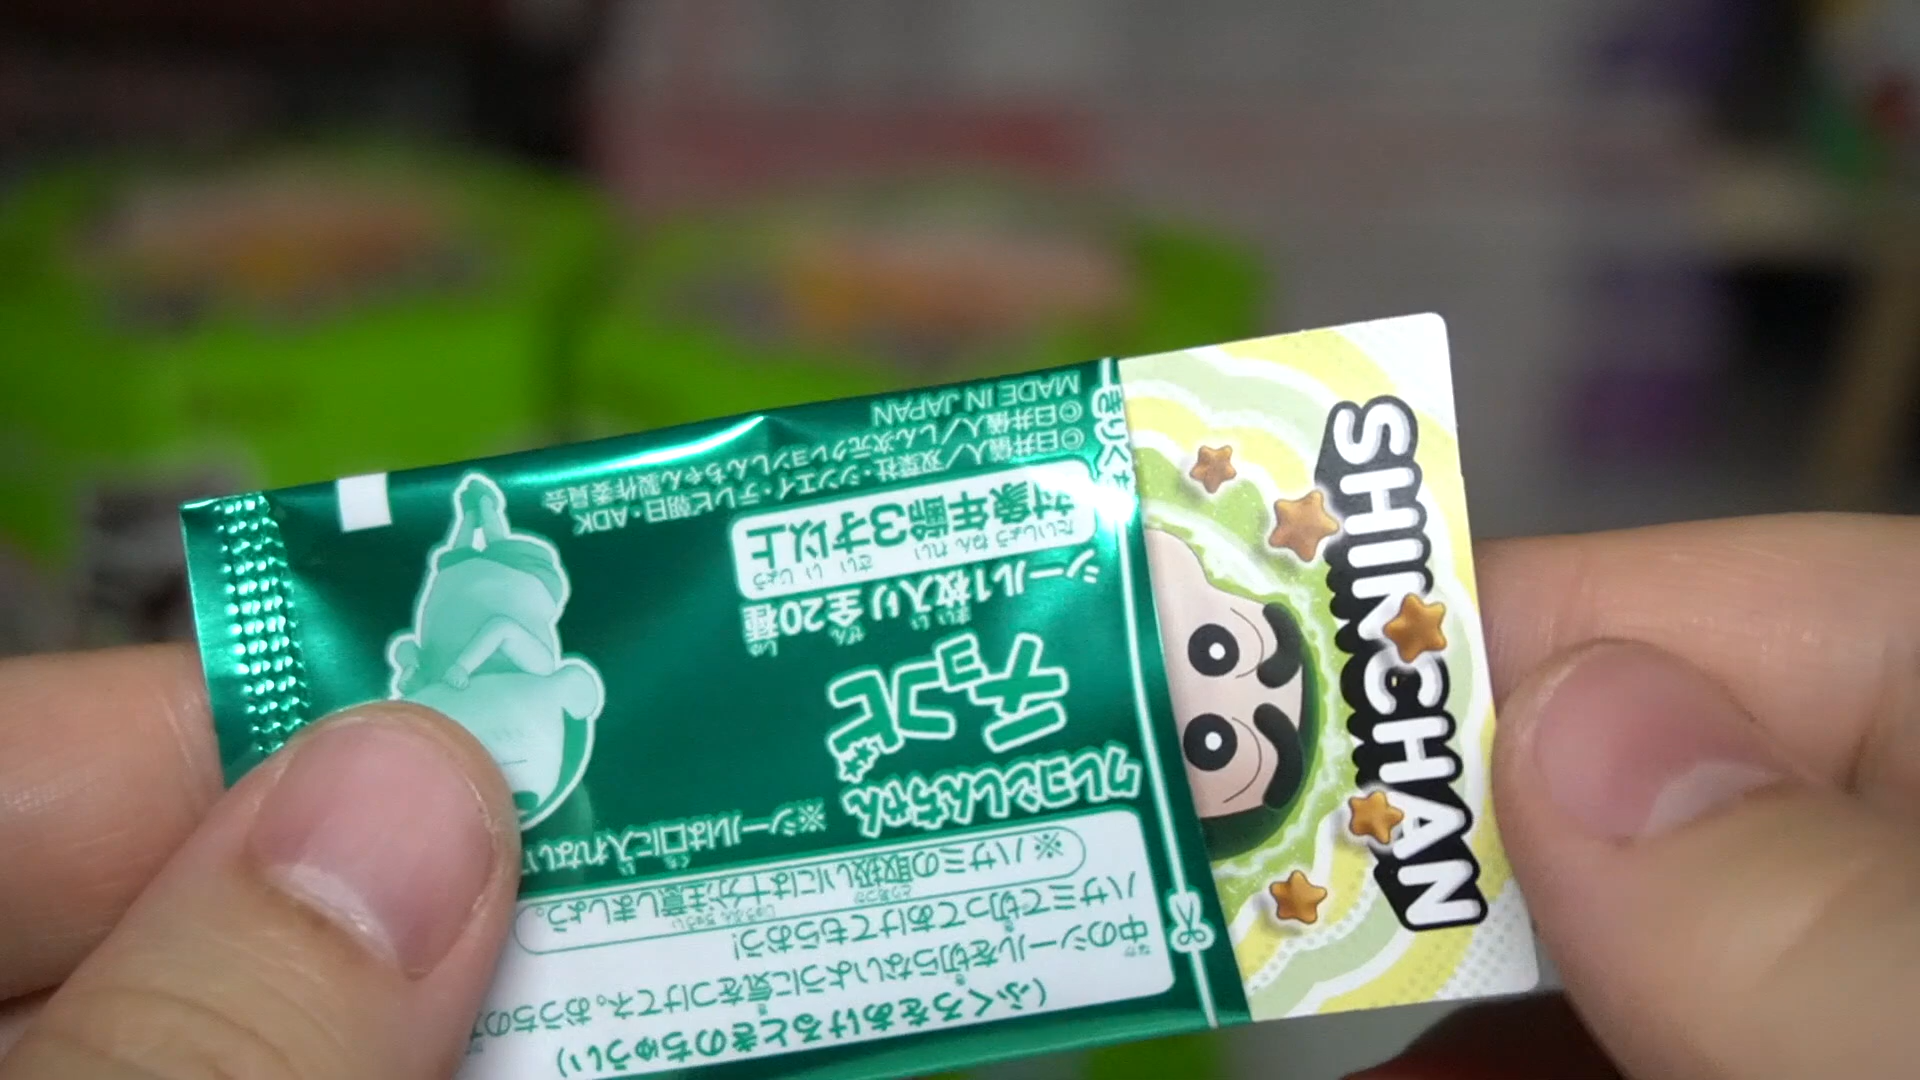 (ふくろをあけるときのちゅうい)
中のシールを切らないように気をつけてネ。おうちの
ハサミで切ってあけてもらおう!
※ハサミの取扱いには十分注意しましょう。
※シールは口に入れない
クレヨンしんちゃん
チョコビ
シール1枚入り 全20種
対象年齢3才以上
©臼井儀人/双葉社・シンエイ・テレビ朝日・ADK
©臼井儀人/しん次元クレヨンしんちゃん製作委員会
MADE IN JAPAN
きりく
SHIN CHAN